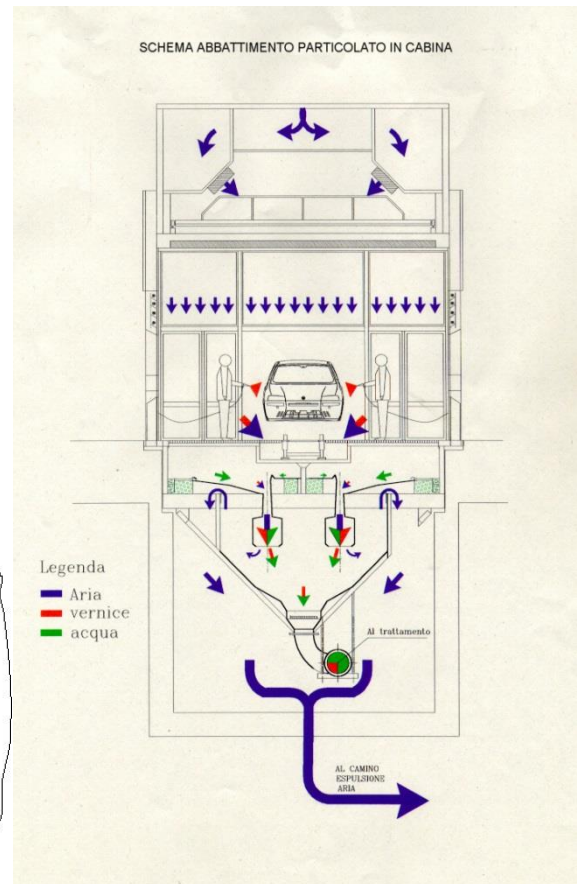 SCHEMA ABBATTIMENTO PARTICOLATO IN CABINA
Legenda
Aria
vernice
acqua
Al trattamento
AL CAMINO
ESPULSIONE
ARIA